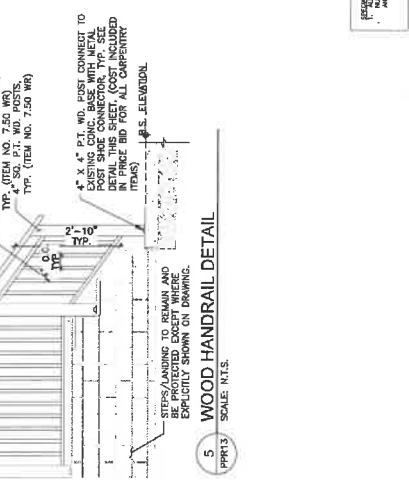 TYP. (ITEM NO. 7.50 WR)
4" SQ. P.T. WD. POSTS,
TYP. (ITEM NO. 7.50 WR)
4" X 4" P.T. WD. POST CONNECT TO
EXISTING CONC. BASE WITH METAL
POST SHOE CONNECTOR, TYP. SEE
DETAIL THIS SHEET, (COST INCLUDED
IN PRICE BID FOR ALL CARPENTRY
ITEMS)
2'-10"
TYP.
O.C.
TYP
B.S. ELEVATION
STEPS/LANDING TO REMAIN AND
BE PROTECTED EXCEPT WHERE
EXPLICITLY SHOWN ON DRAWING.
5
PPR13
WOOD HANDRAIL DETAIL
SCALE: N.T.S.